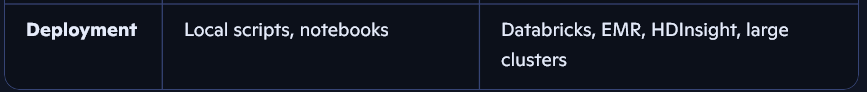 Deployment
Local scripts, notebooks
Databricks, EMR, HDInsight, large
clusters